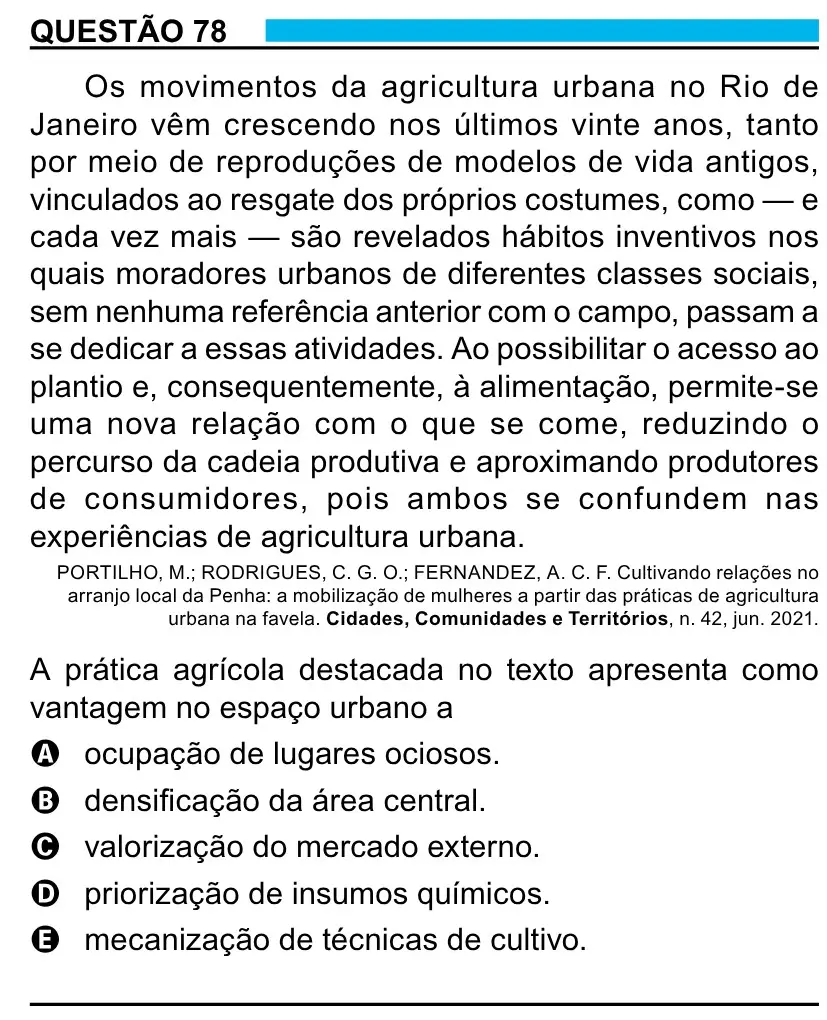 QUESTÃO 78
Os movimentos da agricultura urbana no Rio de
Janeiro vêm crescendo nos últimos vinte anos, tanto
por meio de reproduções de modelos de vida antigos,
vinculados ao resgate dos próprios costumes, como — e
cada vez mais — são revelados hábitos inventivos nos
quais moradores urbanos de diferentes classes sociais,
sem nenhuma referência anterior com o campo, passam a
se dedicar a essas atividades. Ao possibilitar o acesso ao
plantio e, consequentemente, à alimentação, permite-se
uma nova relação com o que se come, reduzindo o
percurso da cadeia produtiva e aproximando produtores
de consumidores, pois ambos se confundem nas
experiências de agricultura urbana.
PORTILHO, M.; RODRIGUES, C. G. O.; FERNANDEZ, A. C. F. Cultivando relações no
arranjo local da Penha: a mobilização de mulheres a partir das práticas de agricultura
urbana na favela. Cidades, Comunidades e Territórios, n. 42, jun. 2021.
A prática agrícola destacada no texto apresenta como
vantagem no espaço urbano a
A ocupação de lugares ociosos.
B densificação da área central.
C valorização do mercado externo.
D priorização de insumos químicos.
E mecanização de técnicas de cultivo.